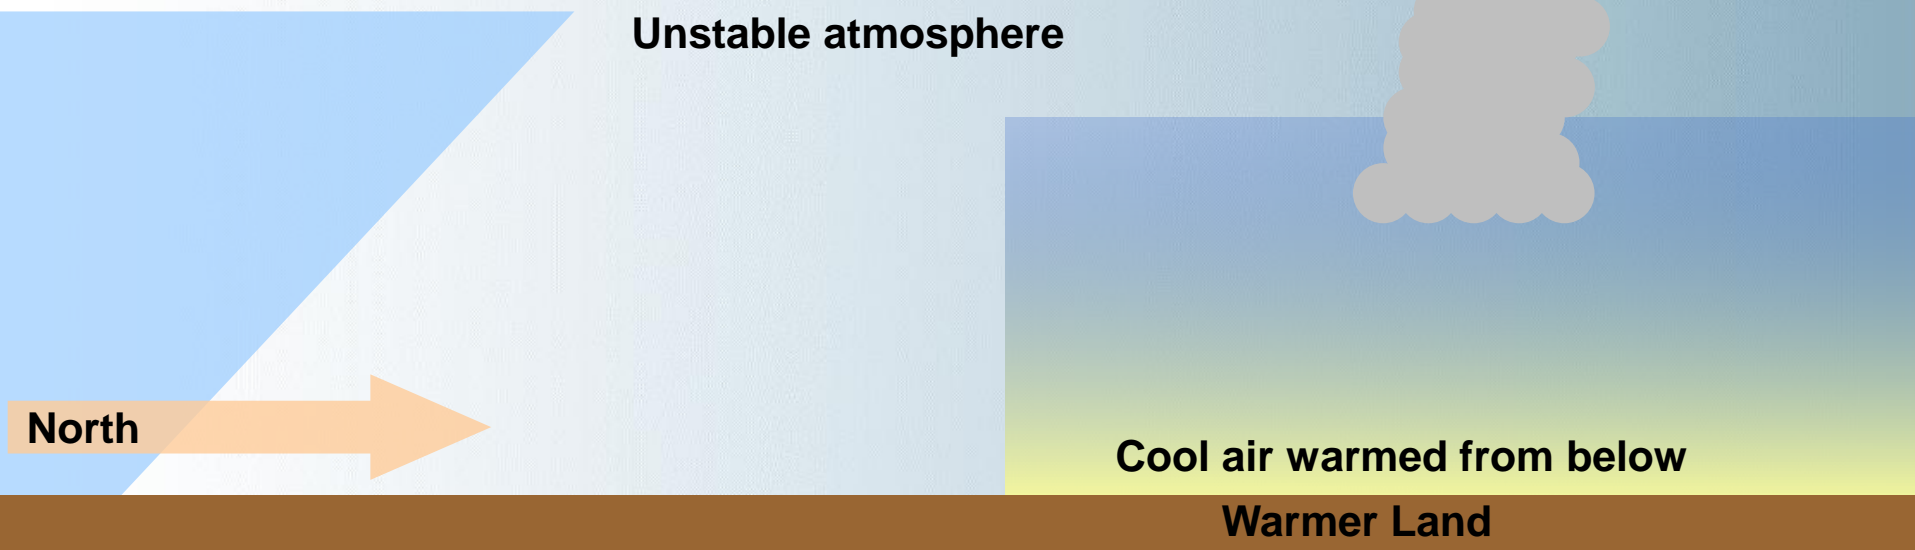 Unstable atmosphere
North
Cool air warmed from below
Warmer Land